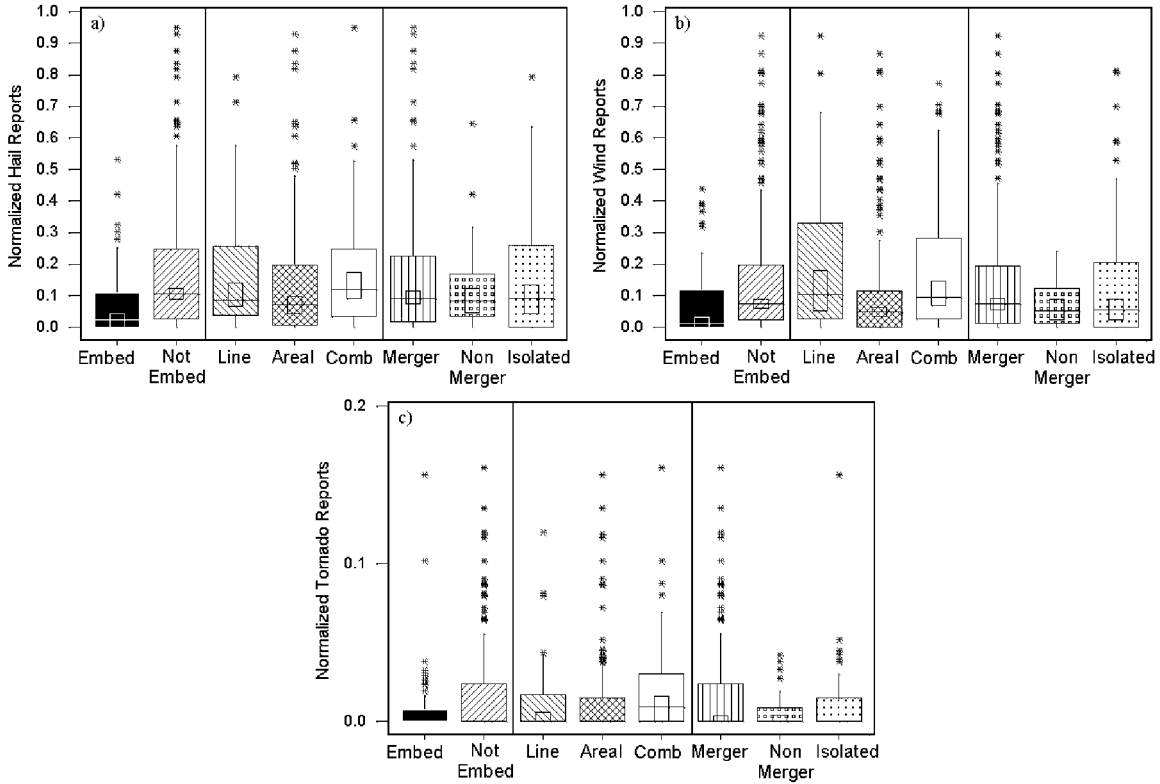 a)
Normalized Hail Reports
1.0
0.9
0.8
0.7
0.6
0.5
0.4
0.3
0.2
0.1
0.0
Embed Not Embed Line Areal Comb Merger Non Merger Isolated
b)
Normalized Wind Reports
1.0
0.9
0.8
0.7
0.6
0.5
0.4
0.3
0.2
0.1
0.0
Embed Not Embed Line Areal Comb Merger Non Merger Isolated
c)
Normalized Tornado Reports
0.2
0.1
0.0
Embed Not Embed Line Areal Comb Merger Non Merger Isolated